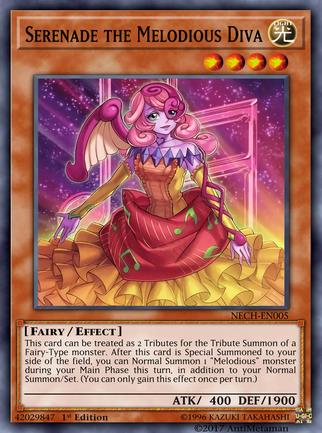 Serenade the Melodious Diva
LIGHT
光
NECH-EN005
[ Fairy / Effect ]
This card can be treated as 2 Tributes for the Tribute Summon of a
Fairy-Type monster. After this card is Special Summoned to your
side of the field, you can Normal Summon 1 "Melodious" monster
during your Main Phase this turn, in addition to your Normal
Summon/Set. (You can only gain this effect once per turn.)
ATK/ 400 DEF/1900
42029847 1st Edition ©1996 KAZUKI TAKAHASHI
©2017 AntiMetaman